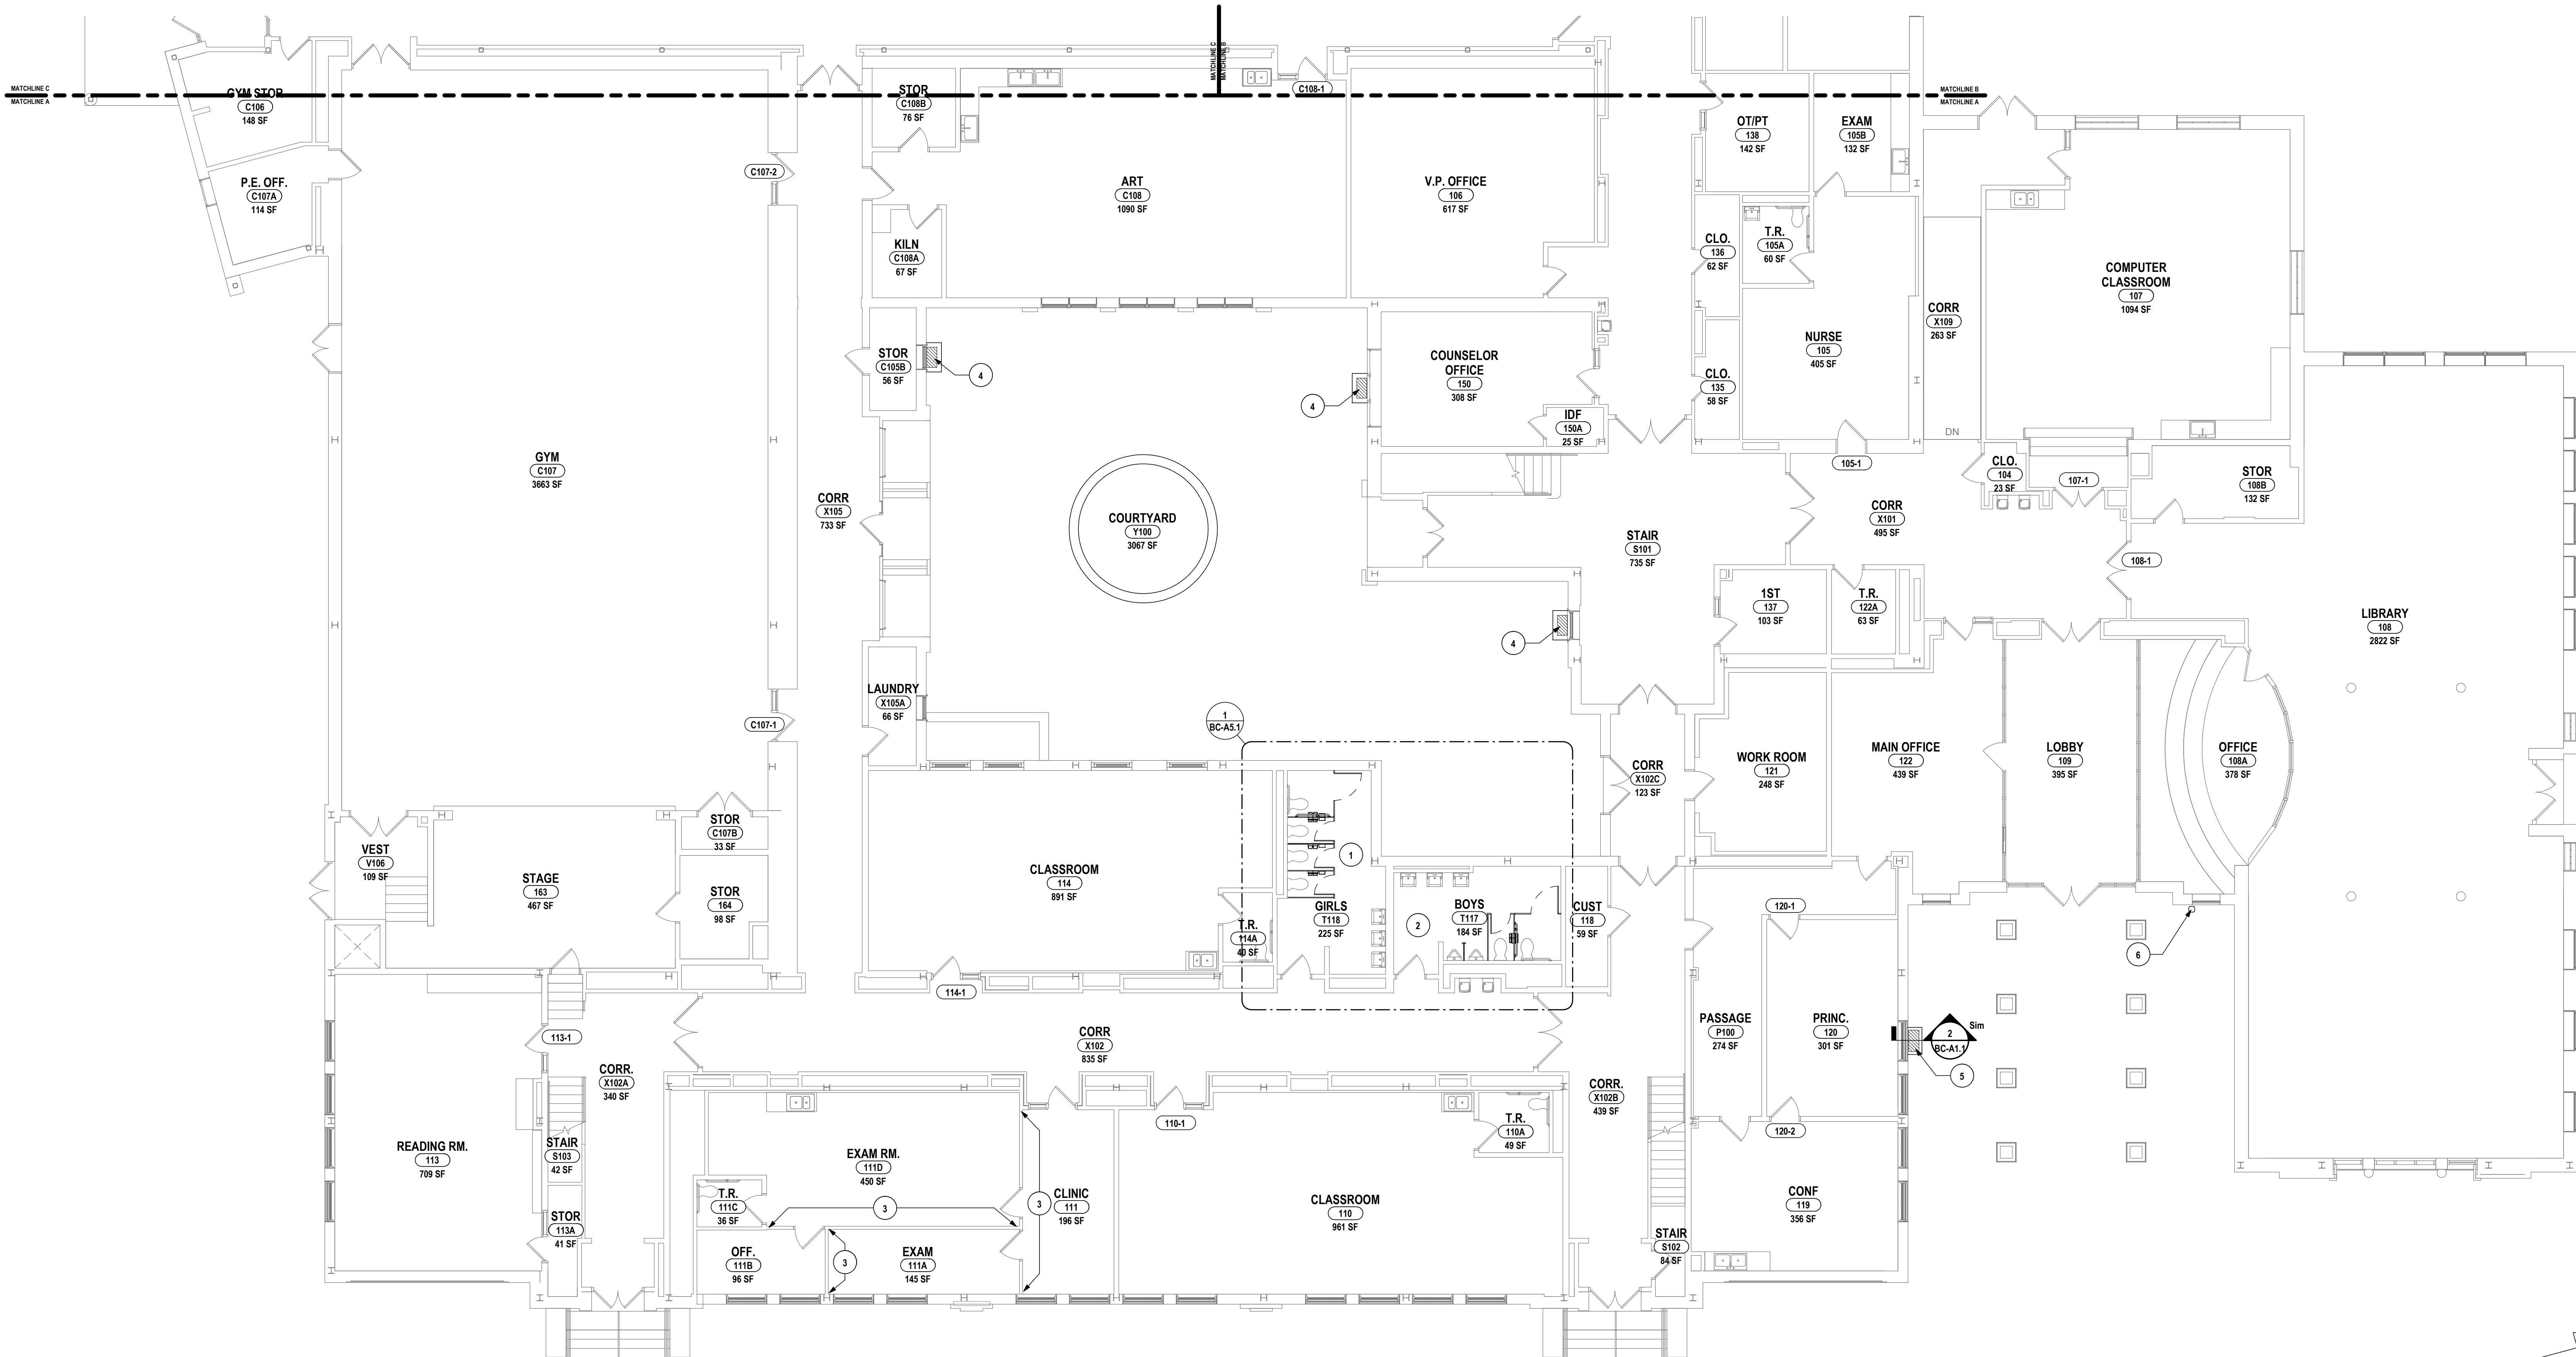 MATCHLINE C
MATCHLINE A
MATCHLINE C
MATCHLINE B
MATCHLINE B
MATCHLINE A
GYM STOR
C106
148 SF
P.E. OFF.
C107A
114 SF
C107-2
STOR
C108B
76 SF
C108-1
ART
C108
1090 SF
V.P. OFFICE
106
617 SF
KILN
C108A
67 SF
OT/PT
138
142 SF
EXAM
105B
132 SF
CLO.
136
62 SF
T.R.
105A
60 SF
COMPUTER
CLASSROOM
107
1094 SF
CORR
X109
263 SF
DN
STOR
C105B
56 SF
4
4
COUNSELOR
OFFICE
150
308 SF
IDF
150A
25 SF
CLO.
135
58 SF
NURSE
105
405 SF
105-1
GYM
C107
3663 SF
CORR
X105
733 SF
COURTYARD
Y100
3067 SF
STAIR
S101
735 SF
CORR
X101
495 SF
CLO.
104
23 SF
107-1
STOR
108B
132 SF
108-1
4
1ST
137
103 SF
T.R.
122A
63 SF
LIBRARY
108
2822 SF
LAUNDRY
X105A
66 SF
C107-1
1
BC-A5.1
CORR
X102C
123 SF
WORK ROOM
121
248 SF
MAIN OFFICE
122
439 SF
LOBBY
109
395 SF
OFFICE
108A
378 SF
VEST
V106
109 SF
STAGE
163
467 SF
STOR
C107B
33 SF
STOR
164
98 SF
CLASSROOM
114
891 SF
1
GIRLS
T118
225 SF
T.R.
114A
40 SF
2
BOYS
T117
184 SF
CUST
118
59 SF
120-1
6
114-1
113-1
CORR
X102
835 SF
PASSAGE
P100
274 SF
PRINC.
120
301 SF
2
BC-A1.1
Sim
5
CORR.
X102A
340 SF
CORR.
X102B
439 SF
110-1
120-2
READING RM.
113
709 SF
STAIR
S103
42 SF
EXAM RM.
111D
450 SF
T.R.
110A
49 SF
T.R.
111C
36 SF
3
3
CLINIC
111
196 SF
CLASSROOM
110
961 SF
CONF
119
356 SF
STOR
113A
41 SF
OFF.
111B
96 SF
3
EXAM
111A
145 SF
STAIR
S102
84 SF